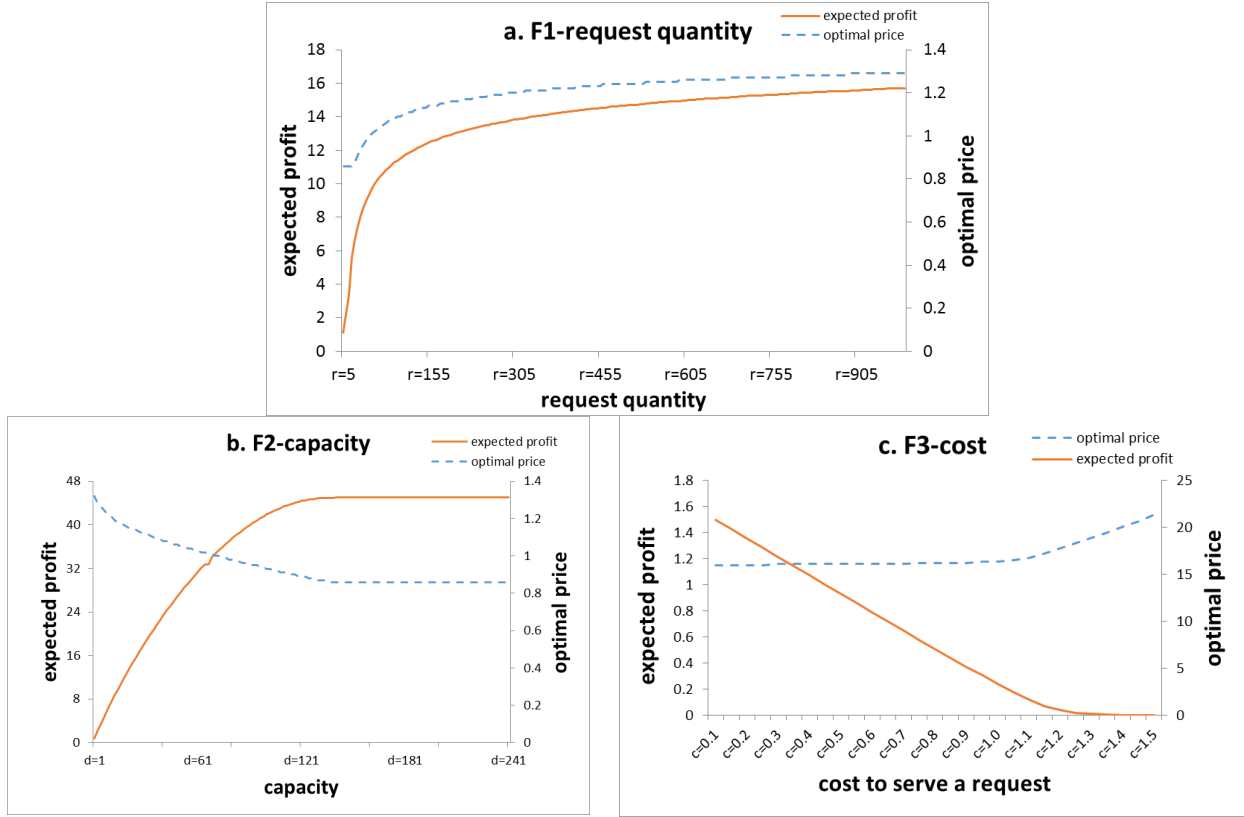 a. F1-request quantity
expected profit
optimal price
18
16
14
12
10
8
6
4
2
0
expected profit
1.4
1.2
1
0.8
0.6
0.4
0.2
0
optimal price
r=5 r=155 r=305 r=455 r=605 r=755 r=905
request quantity
b. F2-capacity
expected profit
optimal price
48
40
32
24
16
8
0
expected profit
1.4
1.2
1
0.8
0.6
0.4
0.2
0
optimal price
d=1 d=61 d=121 d=181 d=241
capacity
c. F3-cost
optimal price
expected profit
1.8
1.6
1.4
1.2
1
0.8
0.6
0.4
0.2
0
expected profit
25
20
15
10
5
0
optimal price
c=0.1 c=0.2 c=0.3 c=0.4 c=0.5 c=0.6 c=0.7 c=0.8 c=0.9 c=1.0 c=1.1 c=1.2 c=1.3 c=1.4 c=1.5
cost to serve a request